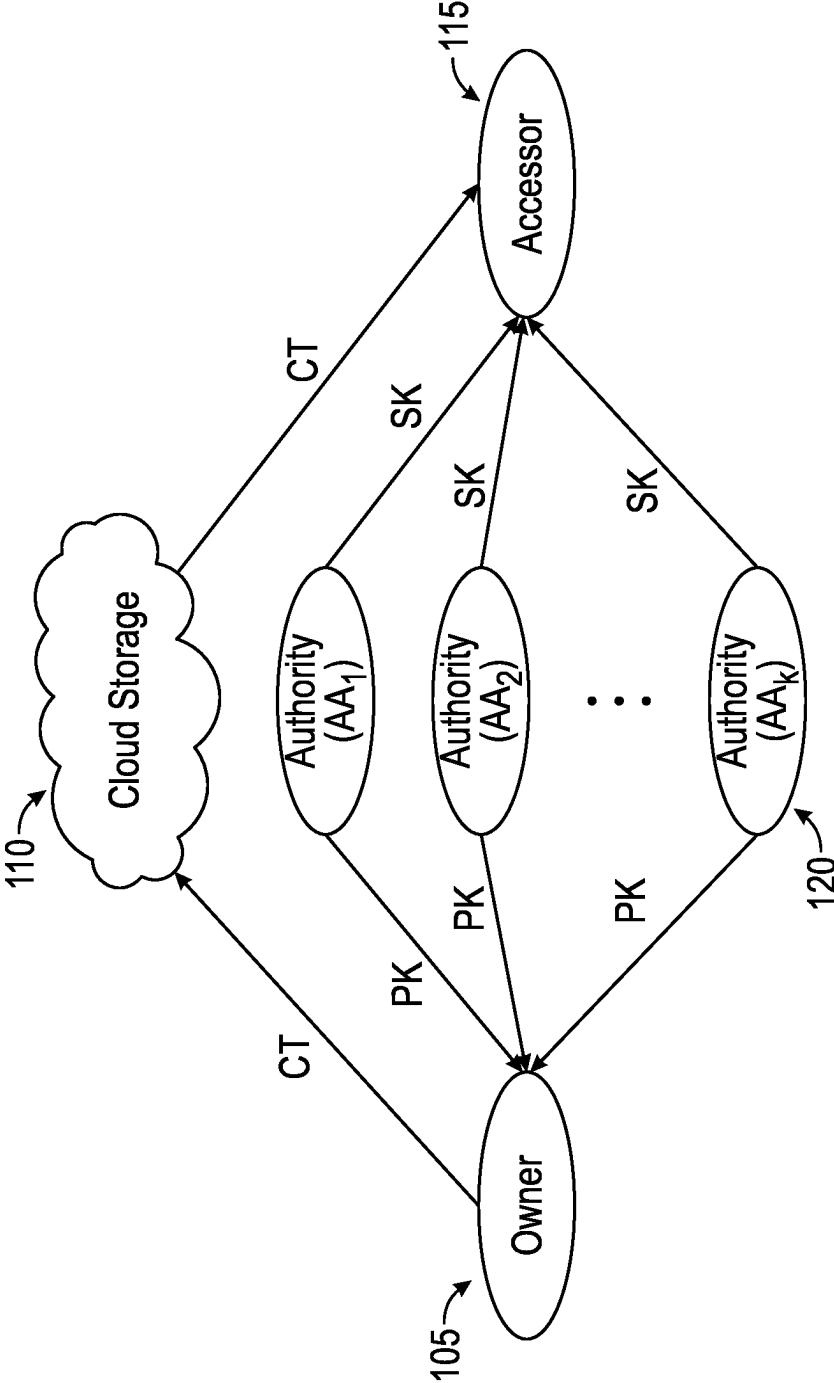 110
Cloud Storage
CT
CT
Authority
(AA₁)
PK
SK
Authority
(AA₂)
PK
SK
105
Owner
Accessor
115
. . .
PK
SK
Authority
(AAₖ)
120